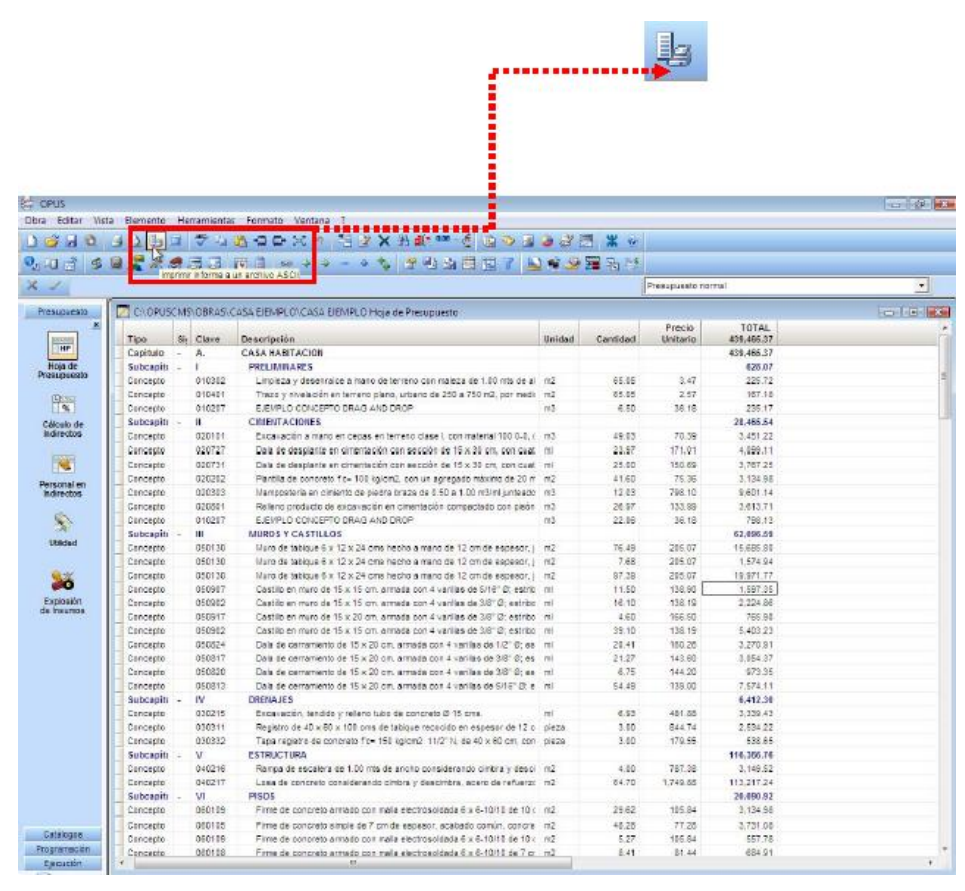 OPUS
Obra Editar Vista Elemento Herramientas Formato Ventana ?
Imprimir informe a un archivo ASCII
Presupuesto normal
Presupuesto
C:\OPUSCMS\OBRAS\CASA EJEMPLO\CASA EJEMPLO Hoja de Presupuesto
Hoja de Presupuesto
Cálculo de Indirectos
Personal en Indirectos
Utilidad
Explosión de Insumos
Catálogos
Programación
Ejecución
Tipo Clave Descripción Unidad Cantidad Precio Unitario TOTAL 439,466.37
Capítulo - A. CASA HABITACION 439,466.37
Subcapít - I PRELIMINARES 628.07
Concepto 010302 Limpieza y desenraice a mano de terreno con maleza de 1.00 mts de al m2 65.05 3.47 225.72
Concepto 010401 Trazo y nivelación en terreno plano, urbano de 250 a 750 m2, por medi m2 65.05 2.57 167.18
Concepto 010207 EJEMPLO CONCEPTO DRAG AND DROP m3 6.50 36.18 235.17
Subcapít - II CIMENTACIONES 28,465.54
Concepto 020101 Excavación a mano en cepas en terreno clase I, con material 100-0-0, m3 49.03 70.39 3,451.22
Concepto 020727 Dala de desplante en cimentación con sección de 15 x 30 cm, con cuat ml 23.97 171.01 4,099.11
Concepto 020731 Dala de desplante en cimentación con sección de 15 x 30 cm, con cuat ml 25.00 150.69 3,767.25
Concepto 020202 Plantilla de concreto f'c= 100 kg/cm2, con un agregado máximo de 20 m m2 41.60 75.36 3,134.98
Concepto 020303 Mampostería en cimiento de piedra braza de 0.50 a 1.00 m3/ml junteado m3 12.03 798.10 9,601.14
Concepto 020601 Relleno producto de excavación en cimentación compactado con pisón m3 26.97 133.99 3,613.71
Concepto 010207 EJEMPLO CONCEPTO DRAG AND DROP m3 22.06 36.18 798.13
Subcapít - III MUROS Y CASTILLOS 62,096.59
Concepto 050130 Muro de tabique 6 x 12 x 24 cms hecho a mano de 12 cm de espesor, m2 76.49 205.07 15,685.80
Concepto 050130 Muro de tabique 6 x 12 x 24 cms hecho a mano de 12 cm de espesor, m2 7.68 205.07 1,574.94
Concepto 050130 Muro de tabique 6 x 12 x 24 cms hecho a mano de 12 cm de espesor, m2 97.39 205.07 19,971.77
Concepto 050907 Castillo en muro de 15 x 15 cm. armada con 4 varillas de 5/16" Ø; estrib ml 11.50 138.90 1,597.35
Concepto 050902 Castillo en muro de 15 x 15 cm. armada con 4 varillas de 3/8" Ø; estribo ml 16.10 138.19 2,224.86
Concepto 050917 Castillo en muro de 15 x 15 cm. armada con 4 varillas de 3/8" Ø; estribo ml 4.60 166.50 765.90
Concepto 050902 Castillo en muro de 15 x 15 cm. armada con 4 varillas de 3/8" Ø; estribo ml 39.10 138.19 5,403.23
Concepto 050824 Dala de cerramiento de 15 x 20 cm. armada con 4 varillas de 1/2" Ø; es ml 20.41 160.26 3,270.91
Concepto 050817 Dala de cerramiento de 15 x 20 cm. armada con 4 varillas de 3/8" Ø; es ml 21.27 143.60 3,054.37
Concepto 050820 Dala de cerramiento de 15 x 20 cm. armada con 4 varillas de 3/8" Ø; es ml 6.75 144.20 973.35
Concepto 050813 Dala de cerramiento de 15 x 20 cm. armada con 4 varillas de 5/16" Ø; e ml 54.49 139.00 7,574.11
Subcapít - IV DRENAJES 6,412.30
Concepto 030215 Excavación, tendido y relleno tubo de concreto Ø 15 cms. ml 6.93 481.88 3,339.43
Concepto 030311 Registro de 40 x 60 x 100 cms de tabique recocido en espesor de 12 c pieza 3.00 844.74 2,534.22
Concepto 030332 Tapa registro de concreto f'c= 150 kg/cm2 11/2" N, de 40 x 60 cm, con pieza 3.00 179.55 538.65
Subcapít - V ESTRUCTURA 116,366.76
Concepto 040216 Rampa de escalera de 1.00 mts de ancho considerando cimbra y desci m2 4.00 787.38 3,149.52
Concepto 040217 Losa de concreto considerando cimbra y descimbra, acero de refuerzo m2 64.70 1,749.88 113,217.24
Subcapít - VI PISOS 20,090.92
Concepto 060109 Firme de concreto armado con malla electrosoldada 6 x 6-10/10 de 10 c m2 29.62 105.84 3,134.98
Concepto 060105 Firme de concreto simple de 7 cm de espesor, acabado común, concre m2 48.28 77.28 3,731.08
Concepto 060109 Firme de concreto armado con malla electrosoldada 6 x 6-10/10 de 10 c m2 5.27 105.84 557.78
Concepto 060108 Firme de concreto armado con malla electrosoldada 6 x 6-10/10 de 7 c m2 8.41 81.44 684.91